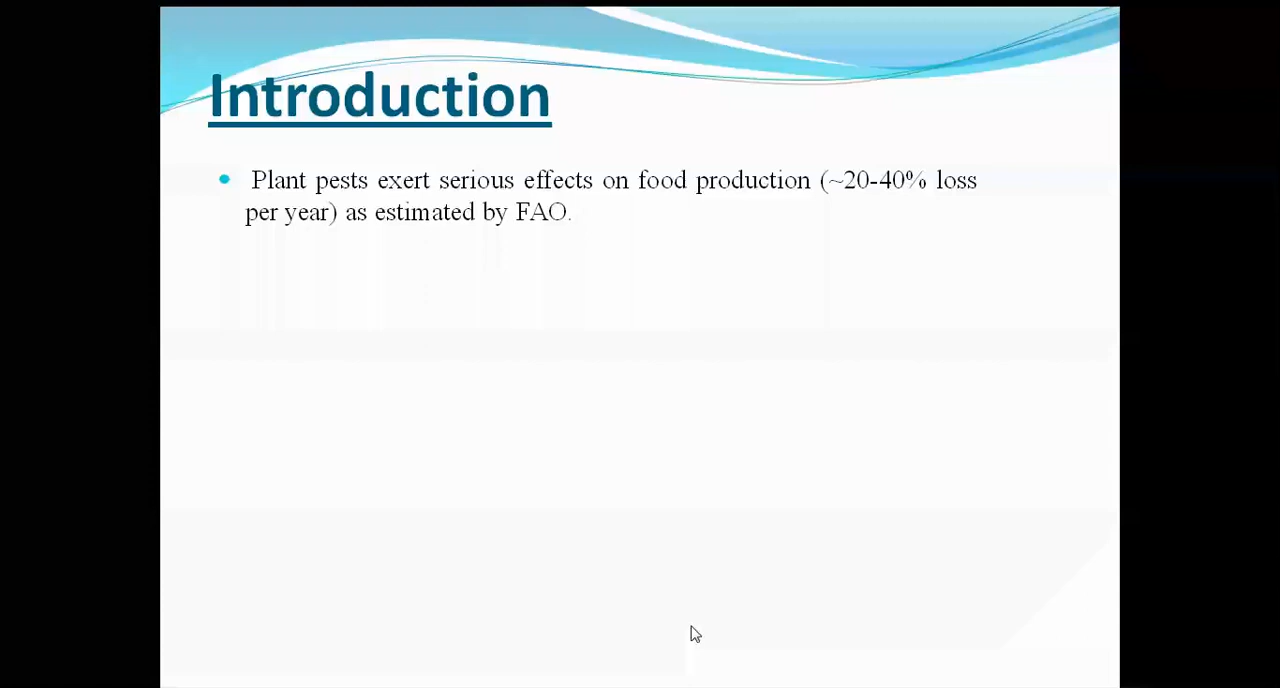 Introduction
Plant pests exert serious effects on food production (~20-40% loss
per year) as estimated by FAO.